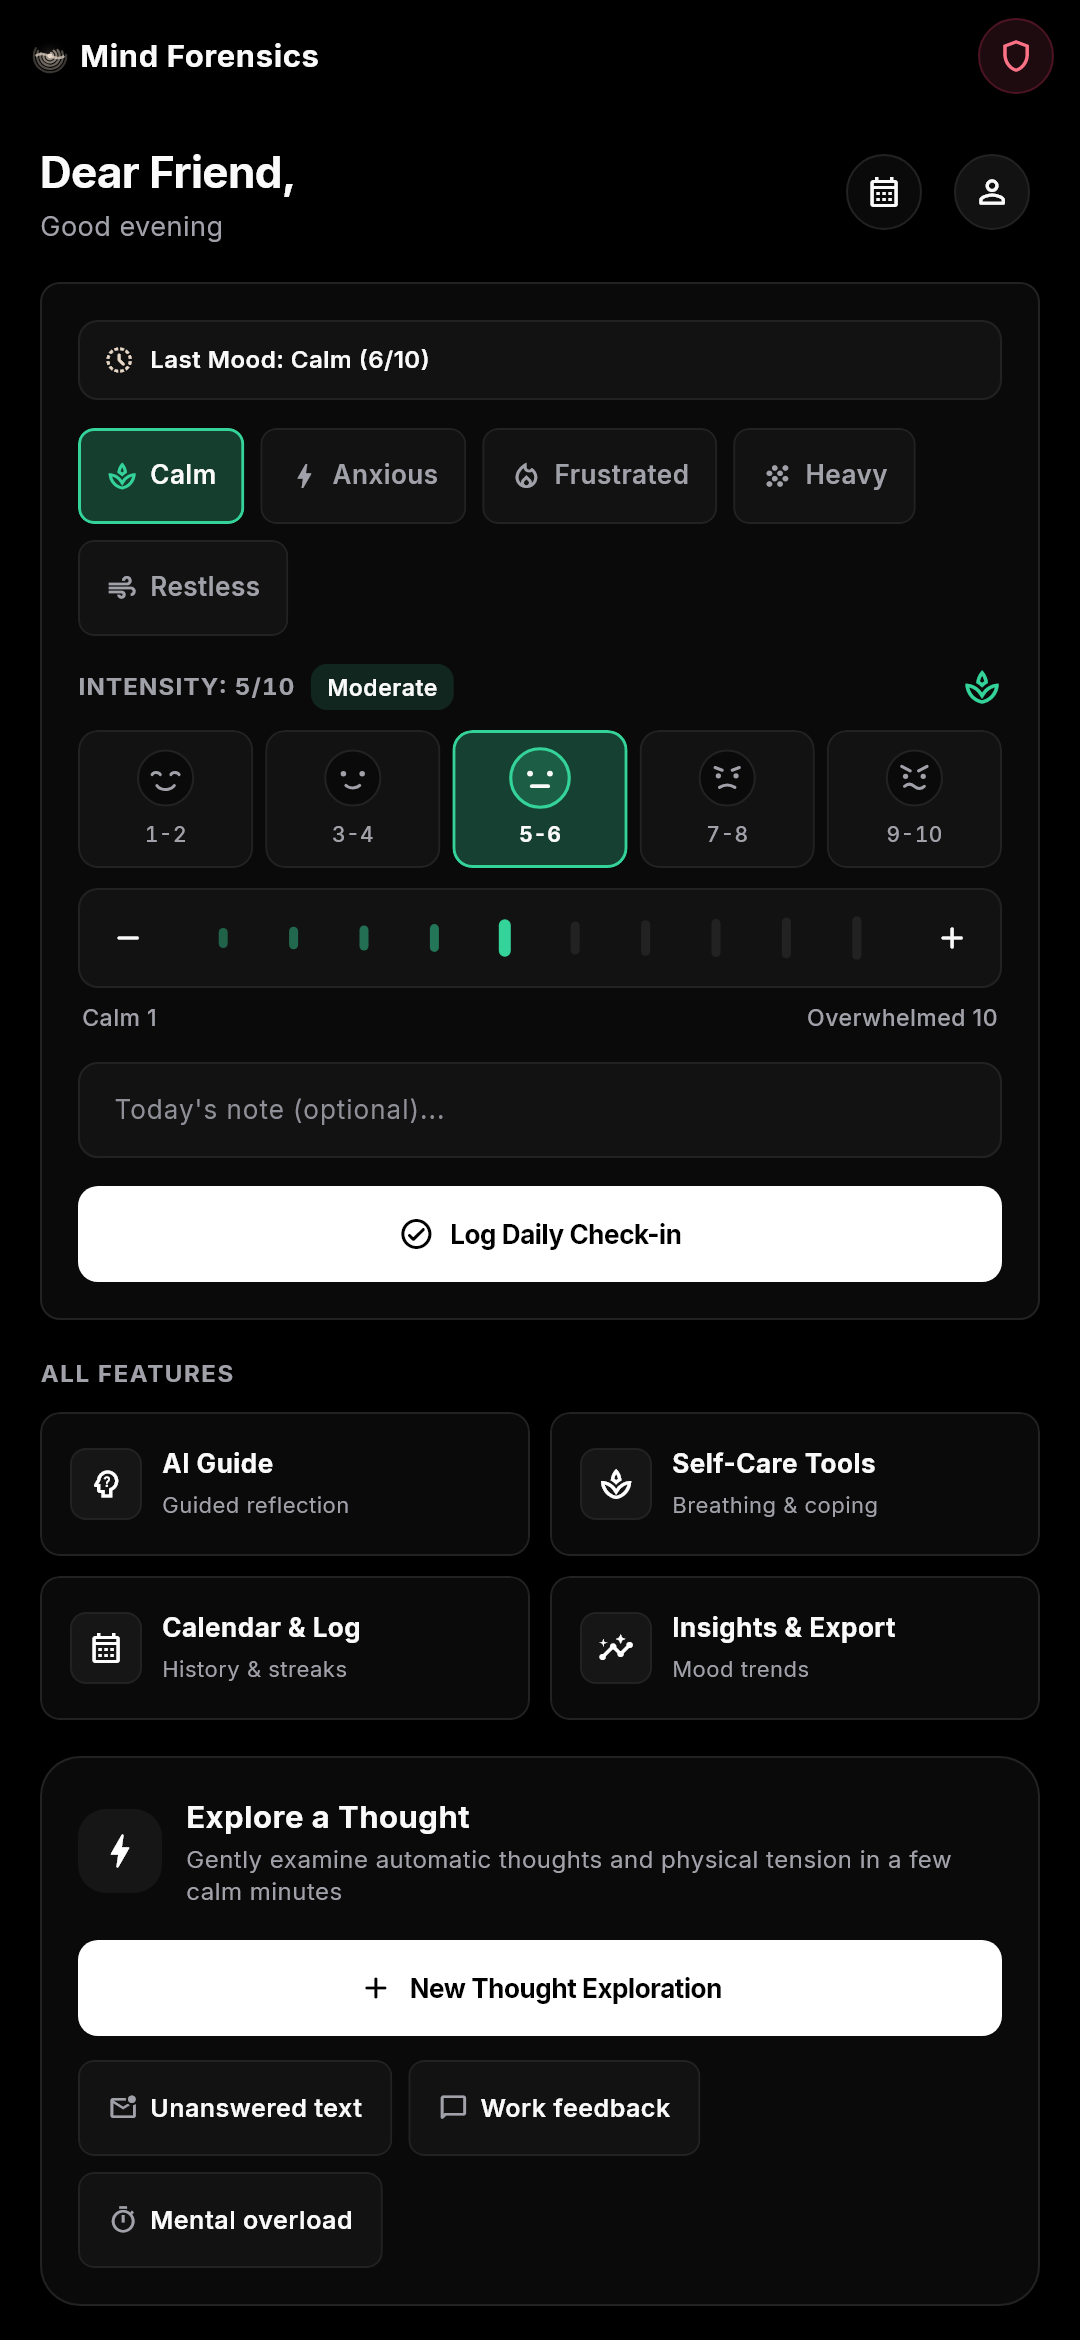 Mind Forensics
Dear Friend,
Good evening
Last Mood: Calm (6/10)
Calm
Anxious
Frustrated
Heavy
Restless
INTENSITY: 5/10
Moderate
1-2
3-4
5-6
7-8
9-10
Calm 1
Overwhelmed 10
Today's note (optional)...
Log Daily Check-in
ALL FEATURES
AI Guide
Guided reflection
Self-Care Tools
Breathing & coping
Calendar & Log
History & streaks
Insights & Export
Mood trends
Explore a Thought
Gently examine automatic thoughts and physical tension in a few
calm minutes
New Thought Exploration
Unanswered text
Work feedback
Mental overload